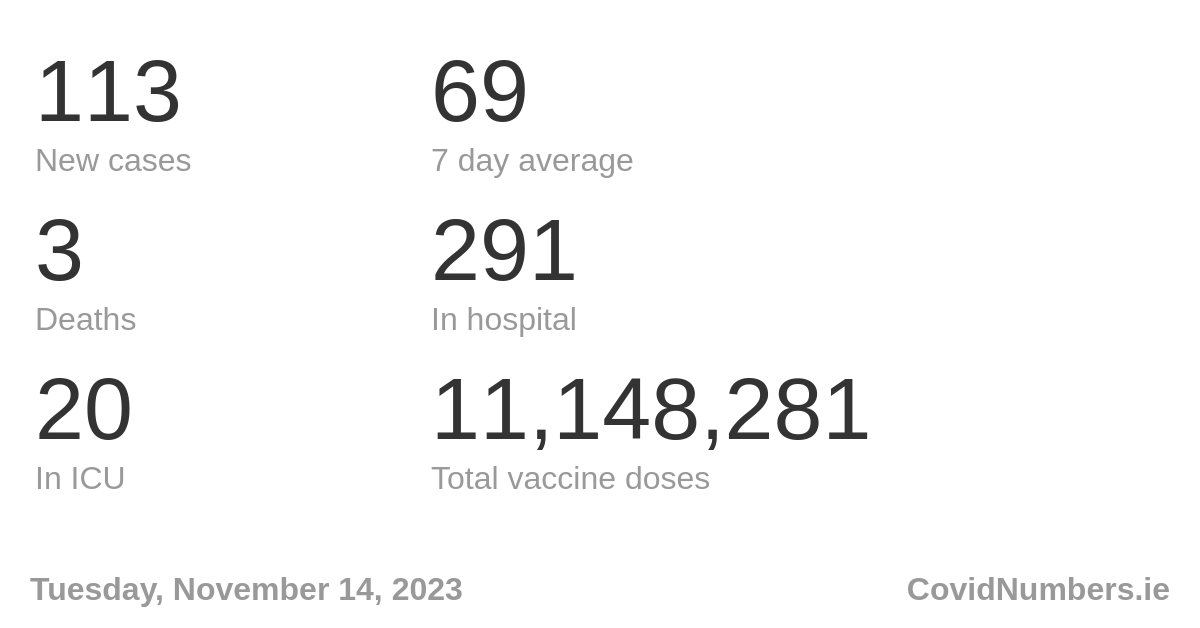 113 69
New cases 7 day average
3 291
Deaths In hospital
20 11,148,281
In ICU Total vaccine doses
Tuesday, November 14, 2023 CovidNumbers.ie